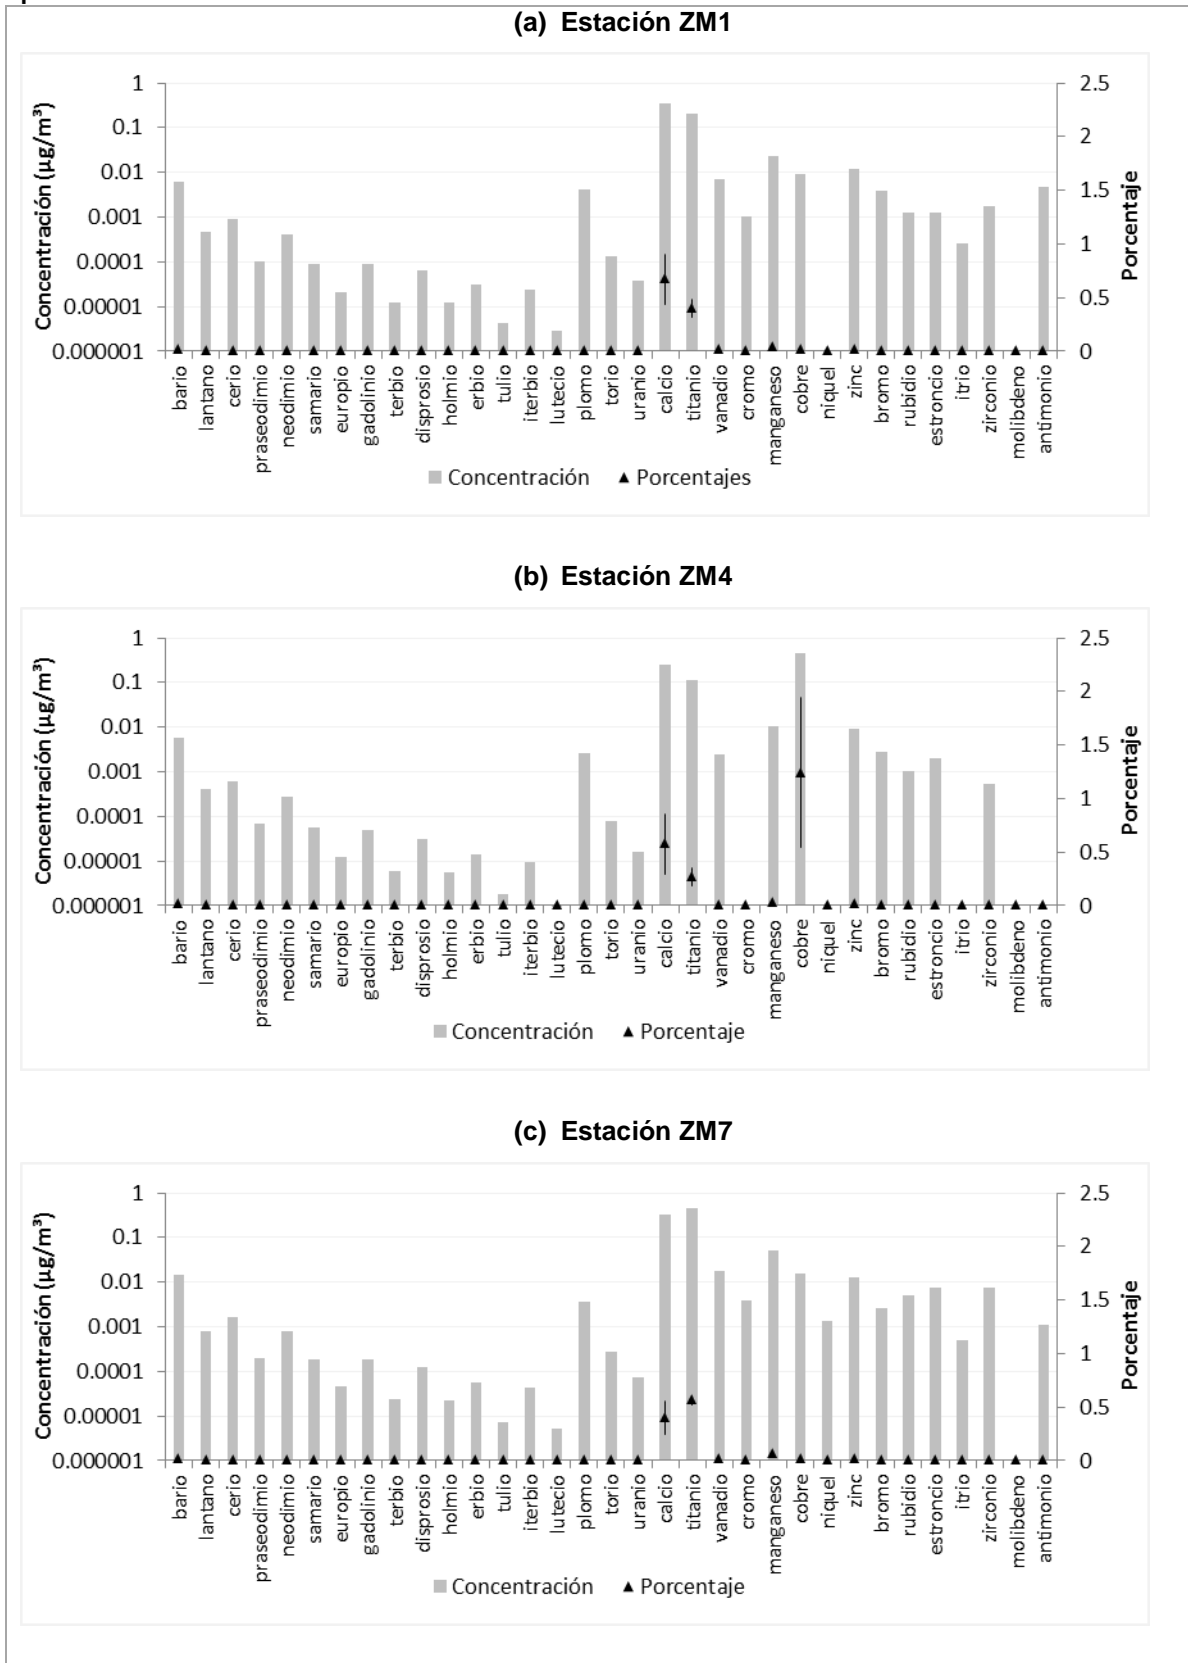 (a) Estación ZM1
Concentración (µg/m³)
1
0.1
0.01
0.001
0.0001
0.00001
0.000001
2.5
2
1.5
1
0.5
0
Porcentaje
bario
lantano
cerio
praseodimio
neodimio
samario
europio
gadolinio
terbio
disprosio
holmio
erbio
tulio
iterbio
lutecio
plomo
torio
uranio
calcio
titanio
vanadio
cromo
manganeso
cobre
niquel
zinc
bromo
rubidio
estroncio
itrio
zirconio
molibdeno
antimonio
Concentración Porcentajes
(b) Estación ZM4
Concentración (µg/m³)
1
0.1
0.01
0.001
0.0001
0.00001
0.000001
2.5
2
1.5
1
0.5
0
Porcentaje
bario
lantano
cerio
praseodimio
neodimio
samario
europio
gadolinio
terbio
disprosio
holmio
erbio
tulio
iterbio
lutecio
plomo
torio
uranio
calcio
titanio
vanadio
cromo
manganeso
cobre
niquel
zinc
bromo
rubidio
estroncio
itrio
zirconio
molibdeno
antimonio
Concentración Porcentaje
(c) Estación ZM7
Concentración (µg/m³)
1
0.1
0.01
0.001
0.0001
0.00001
0.000001
2.5
2
1.5
1
0.5
0
Porcentaje
bario
lantano
cerio
praseodimio
neodimio
samario
europio
gadolinio
terbio
disprosio
holmio
erbio
tulio
iterbio
lutecio
plomo
torio
uranio
calcio
titanio
vanadio
cromo
manganeso
cobre
niquel
zinc
bromo
rubidio
estroncio
itrio
zirconio
molibdeno
antimonio
Concentración Porcentaje